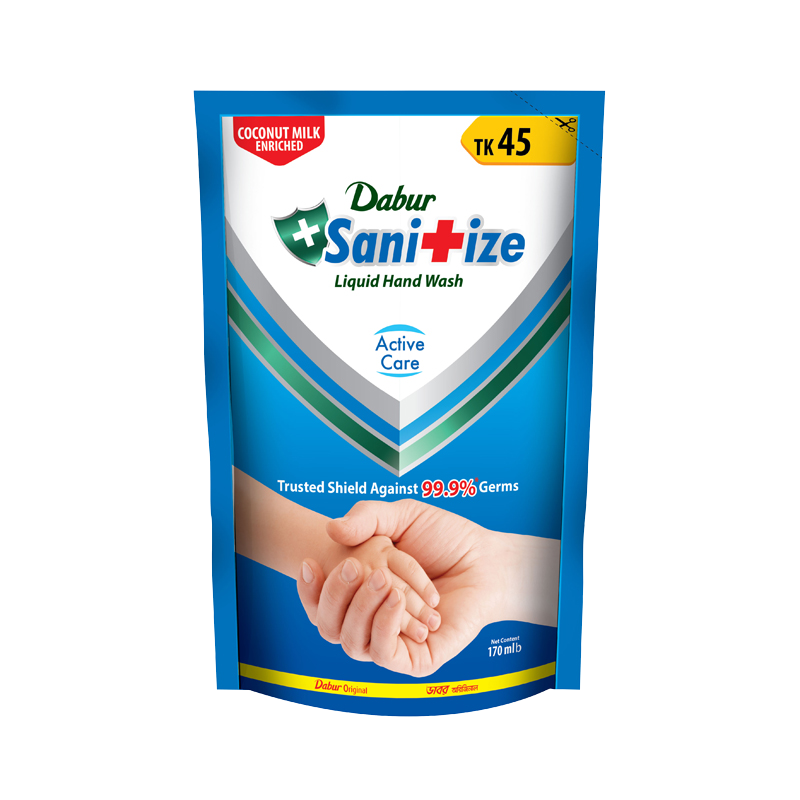 COCONUT MILK
ENRICHED
TK 45
Dabur
Sanitize
Liquid Hand Wash
Active
Care
Trusted Shield Against 99.9% Germs
Net Content
170 mlb
Dabur Original
ডাবর অরিজিনাল